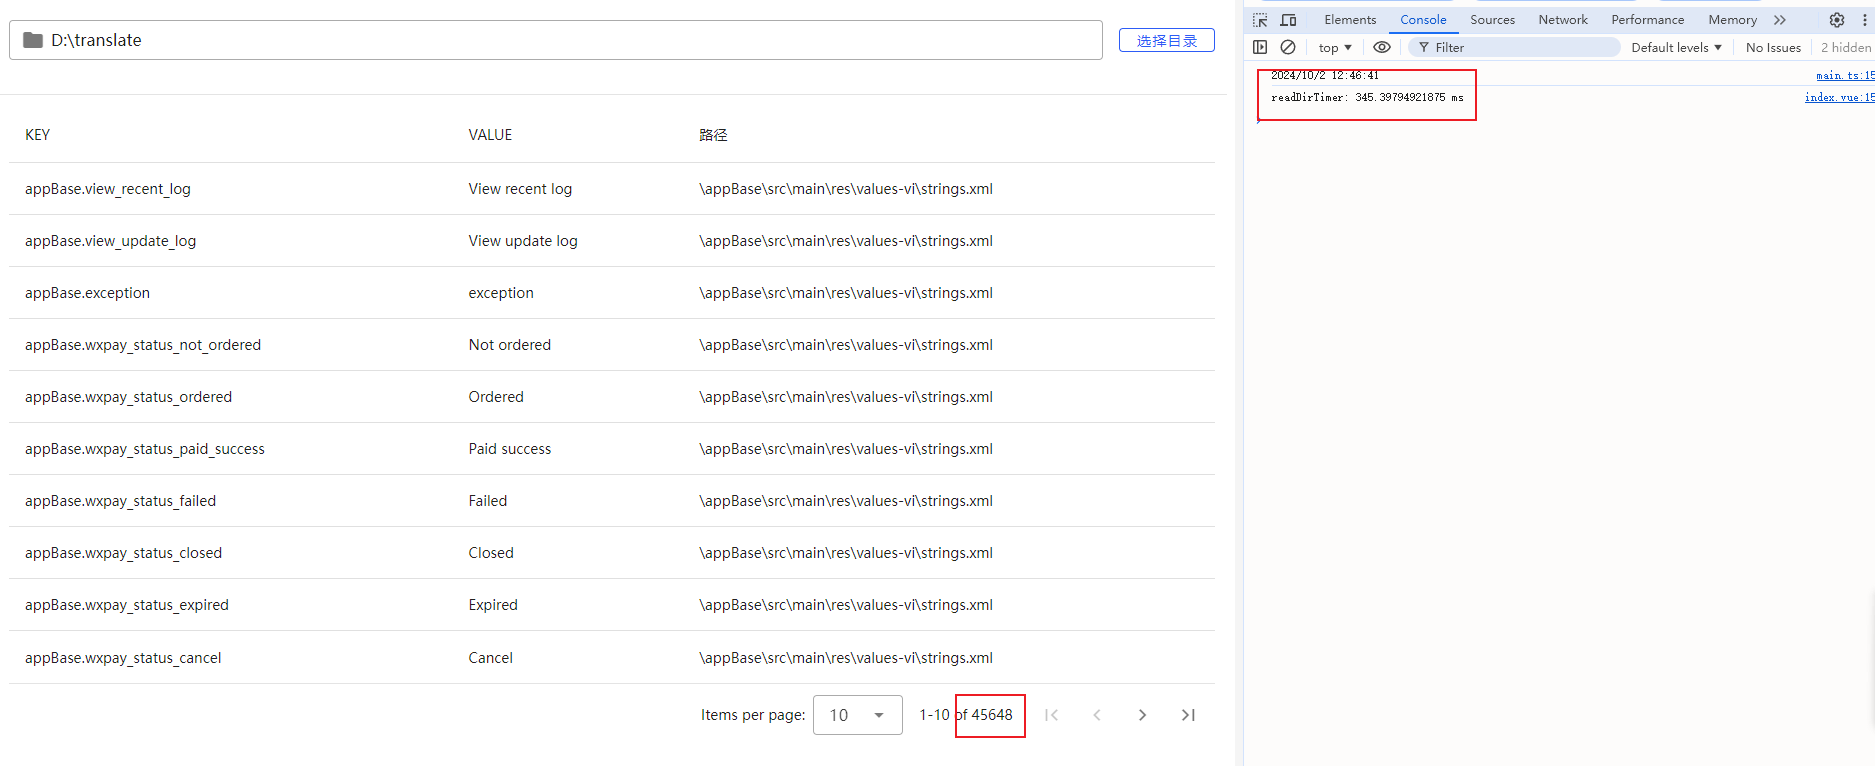 D:\translate
选择目录
KEY VALUE 路径
appBase.view_recent_log View recent log \appBase\src\main\res\values-vi\strings.xml
appBase.view_update_log View update log \appBase\src\main\res\values-vi\strings.xml
appBase.exception exception \appBase\src\main\res\values-vi\strings.xml
appBase.wxpay_status_not_ordered Not ordered \appBase\src\main\res\values-vi\strings.xml
appBase.wxpay_status_ordered Ordered \appBase\src\main\res\values-vi\strings.xml
appBase.wxpay_status_paid_success Paid success \appBase\src\main\res\values-vi\strings.xml
appBase.wxpay_status_failed Failed \appBase\src\main\res\values-vi\strings.xml
appBase.wxpay_status_closed Closed \appBase\src\main\res\values-vi\strings.xml
appBase.wxpay_status_expired Expired \appBase\src\main\res\values-vi\strings.xml
appBase.wxpay_status_cancel Cancel \appBase\src\main\res\values-vi\strings.xml
Items per page: 10 1-10 of 45648
Elements Console Sources Network Performance Memory
top Filter Default levels No Issues 2 hidden
2024/10/2 12:46:41 main.ts:15
readDirTimer: 345.39794921875 ms index.vue:15